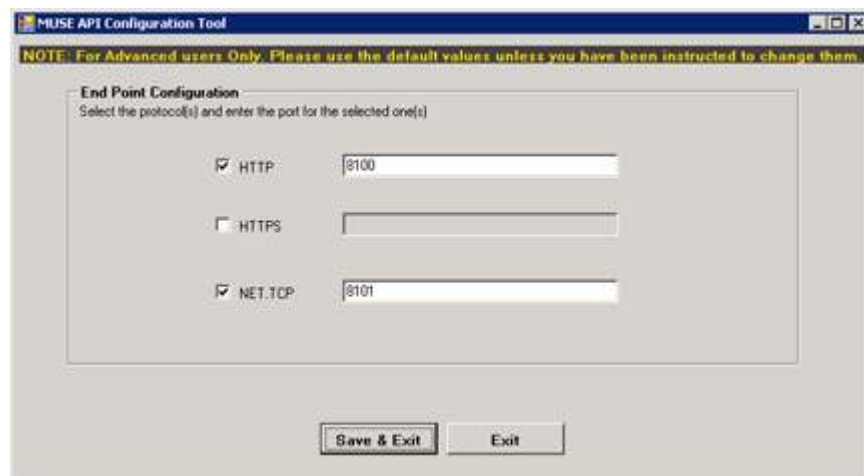 MUSE API Configuration Tool
NOTE: For Advanced users Only. Please use the default values unless you have been instructed to change them.
End Point Configuration
Select the protocol(s) and enter the port for the selected one(s)
HTTP 8100
HTTPS
NET.TCP 8101
Save & Exit Exit